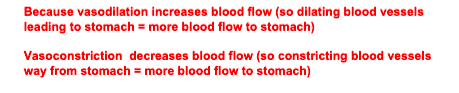 Because vasodilation increases blood flow (so dilating blood vessels
leading to stomach = more blood flow to stomach)
Vasoconstriction  decreases blood flow (so constricting blood vessels
way from stomach = more blood flow to stomach)